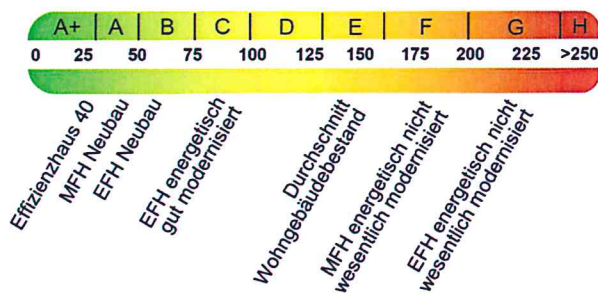 A+ A B C D E F G H
0 25 50 75 100 125 150 175 200 225 >250
Effizienzhaus 40
MFH Neubau
EFH Neubau
EFH energetisch
gut modernisiert
Durchschnitt
Wohngebäudebestand
MFH energetisch nicht
wesentlich modernisiert
EFH energetisch nicht
wesentlich modernisiert